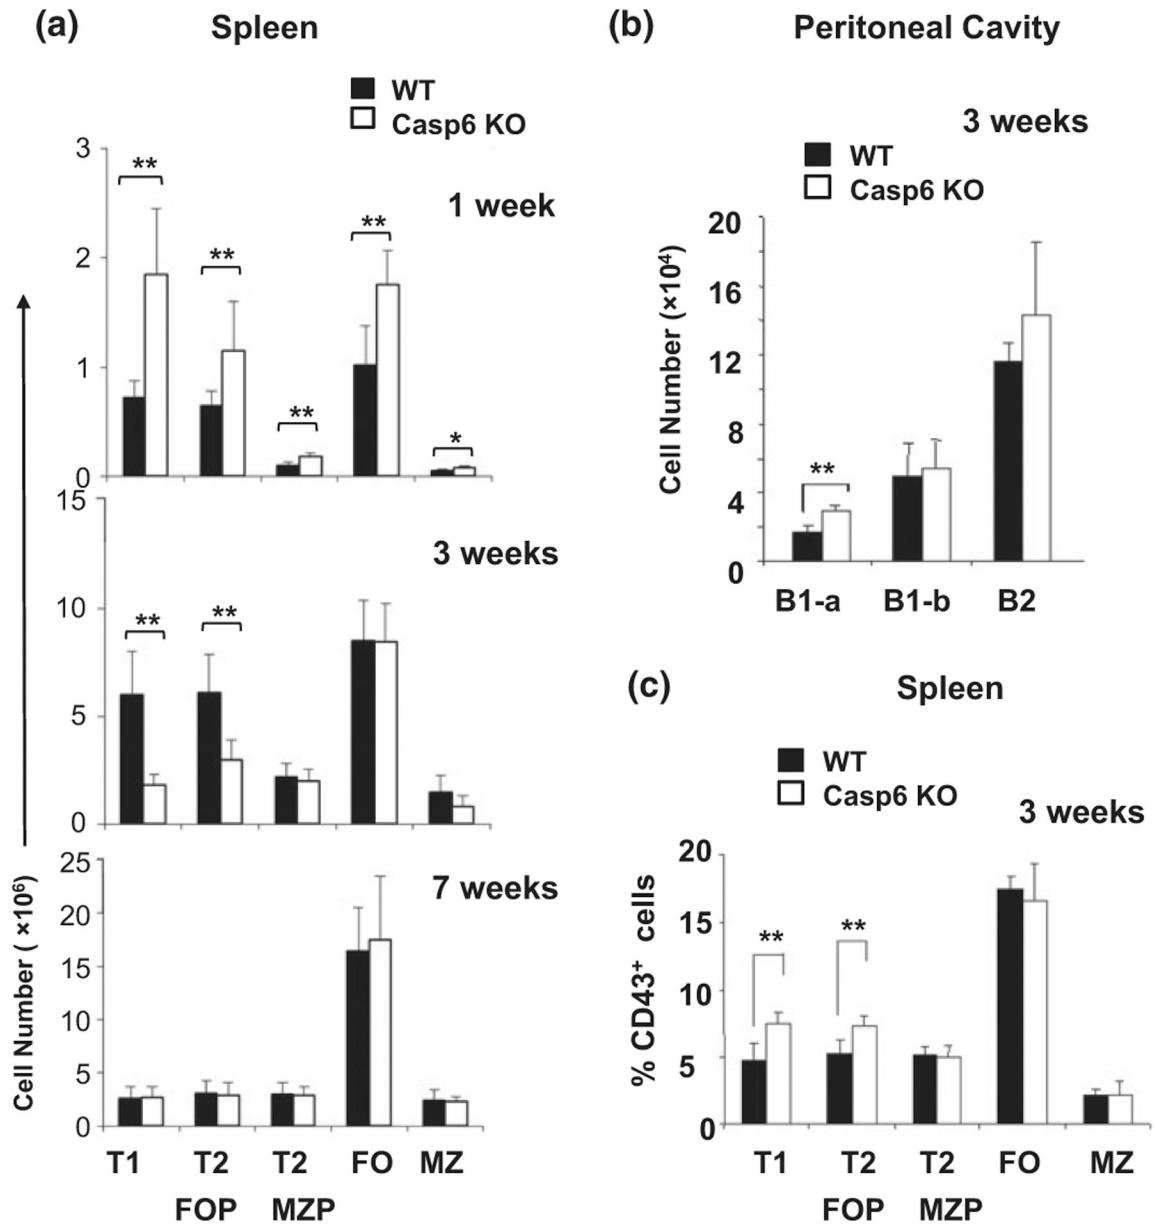 (a) Spleen
WT
Casp6 KO
1 week
3
2
1
0
**
**
**
**
*
3 weeks
15
10
5
0
**
**
7 weeks
25
20
15
10
5
0
Cell Number ( ×10⁶)
T1 T2 T2 FO MZ
FOP MZP
(b) Peritoneal Cavity
3 weeks
WT
Casp6 KO
20
16
12
8
4
0
Cell Number (×10⁴)
**
B1-a B1-b B2
(c) Spleen
WT
Casp6 KO
3 weeks
20
15
10
5
0
% CD43⁺ cells
**
**
T1 T2 T2 FO MZ
FOP MZP